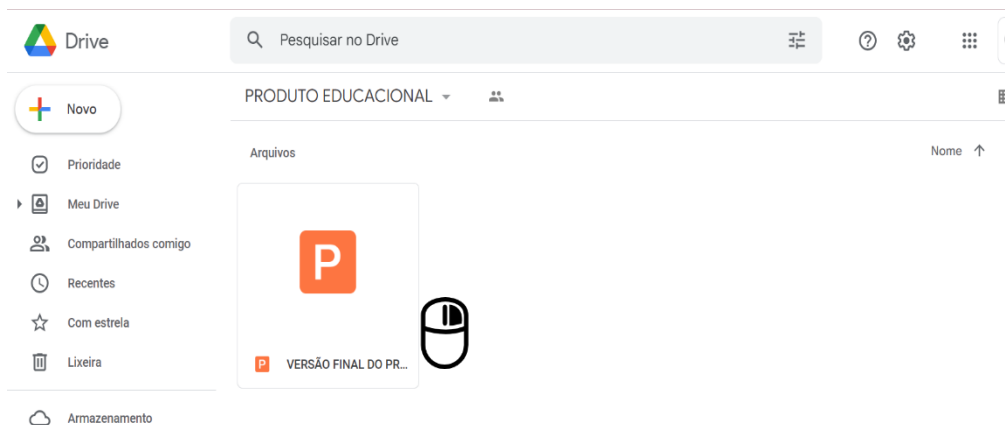 Drive
Pesquisar no Drive
Novo
PRODUTO EDUCACIONAL
Prioridade
Arquivos
Nome
Meu Drive
Compartilhados comigo
Recentes
Com estrela
Lixeira
P
P VERSÃO FINAL DO PR...
Armazenamento